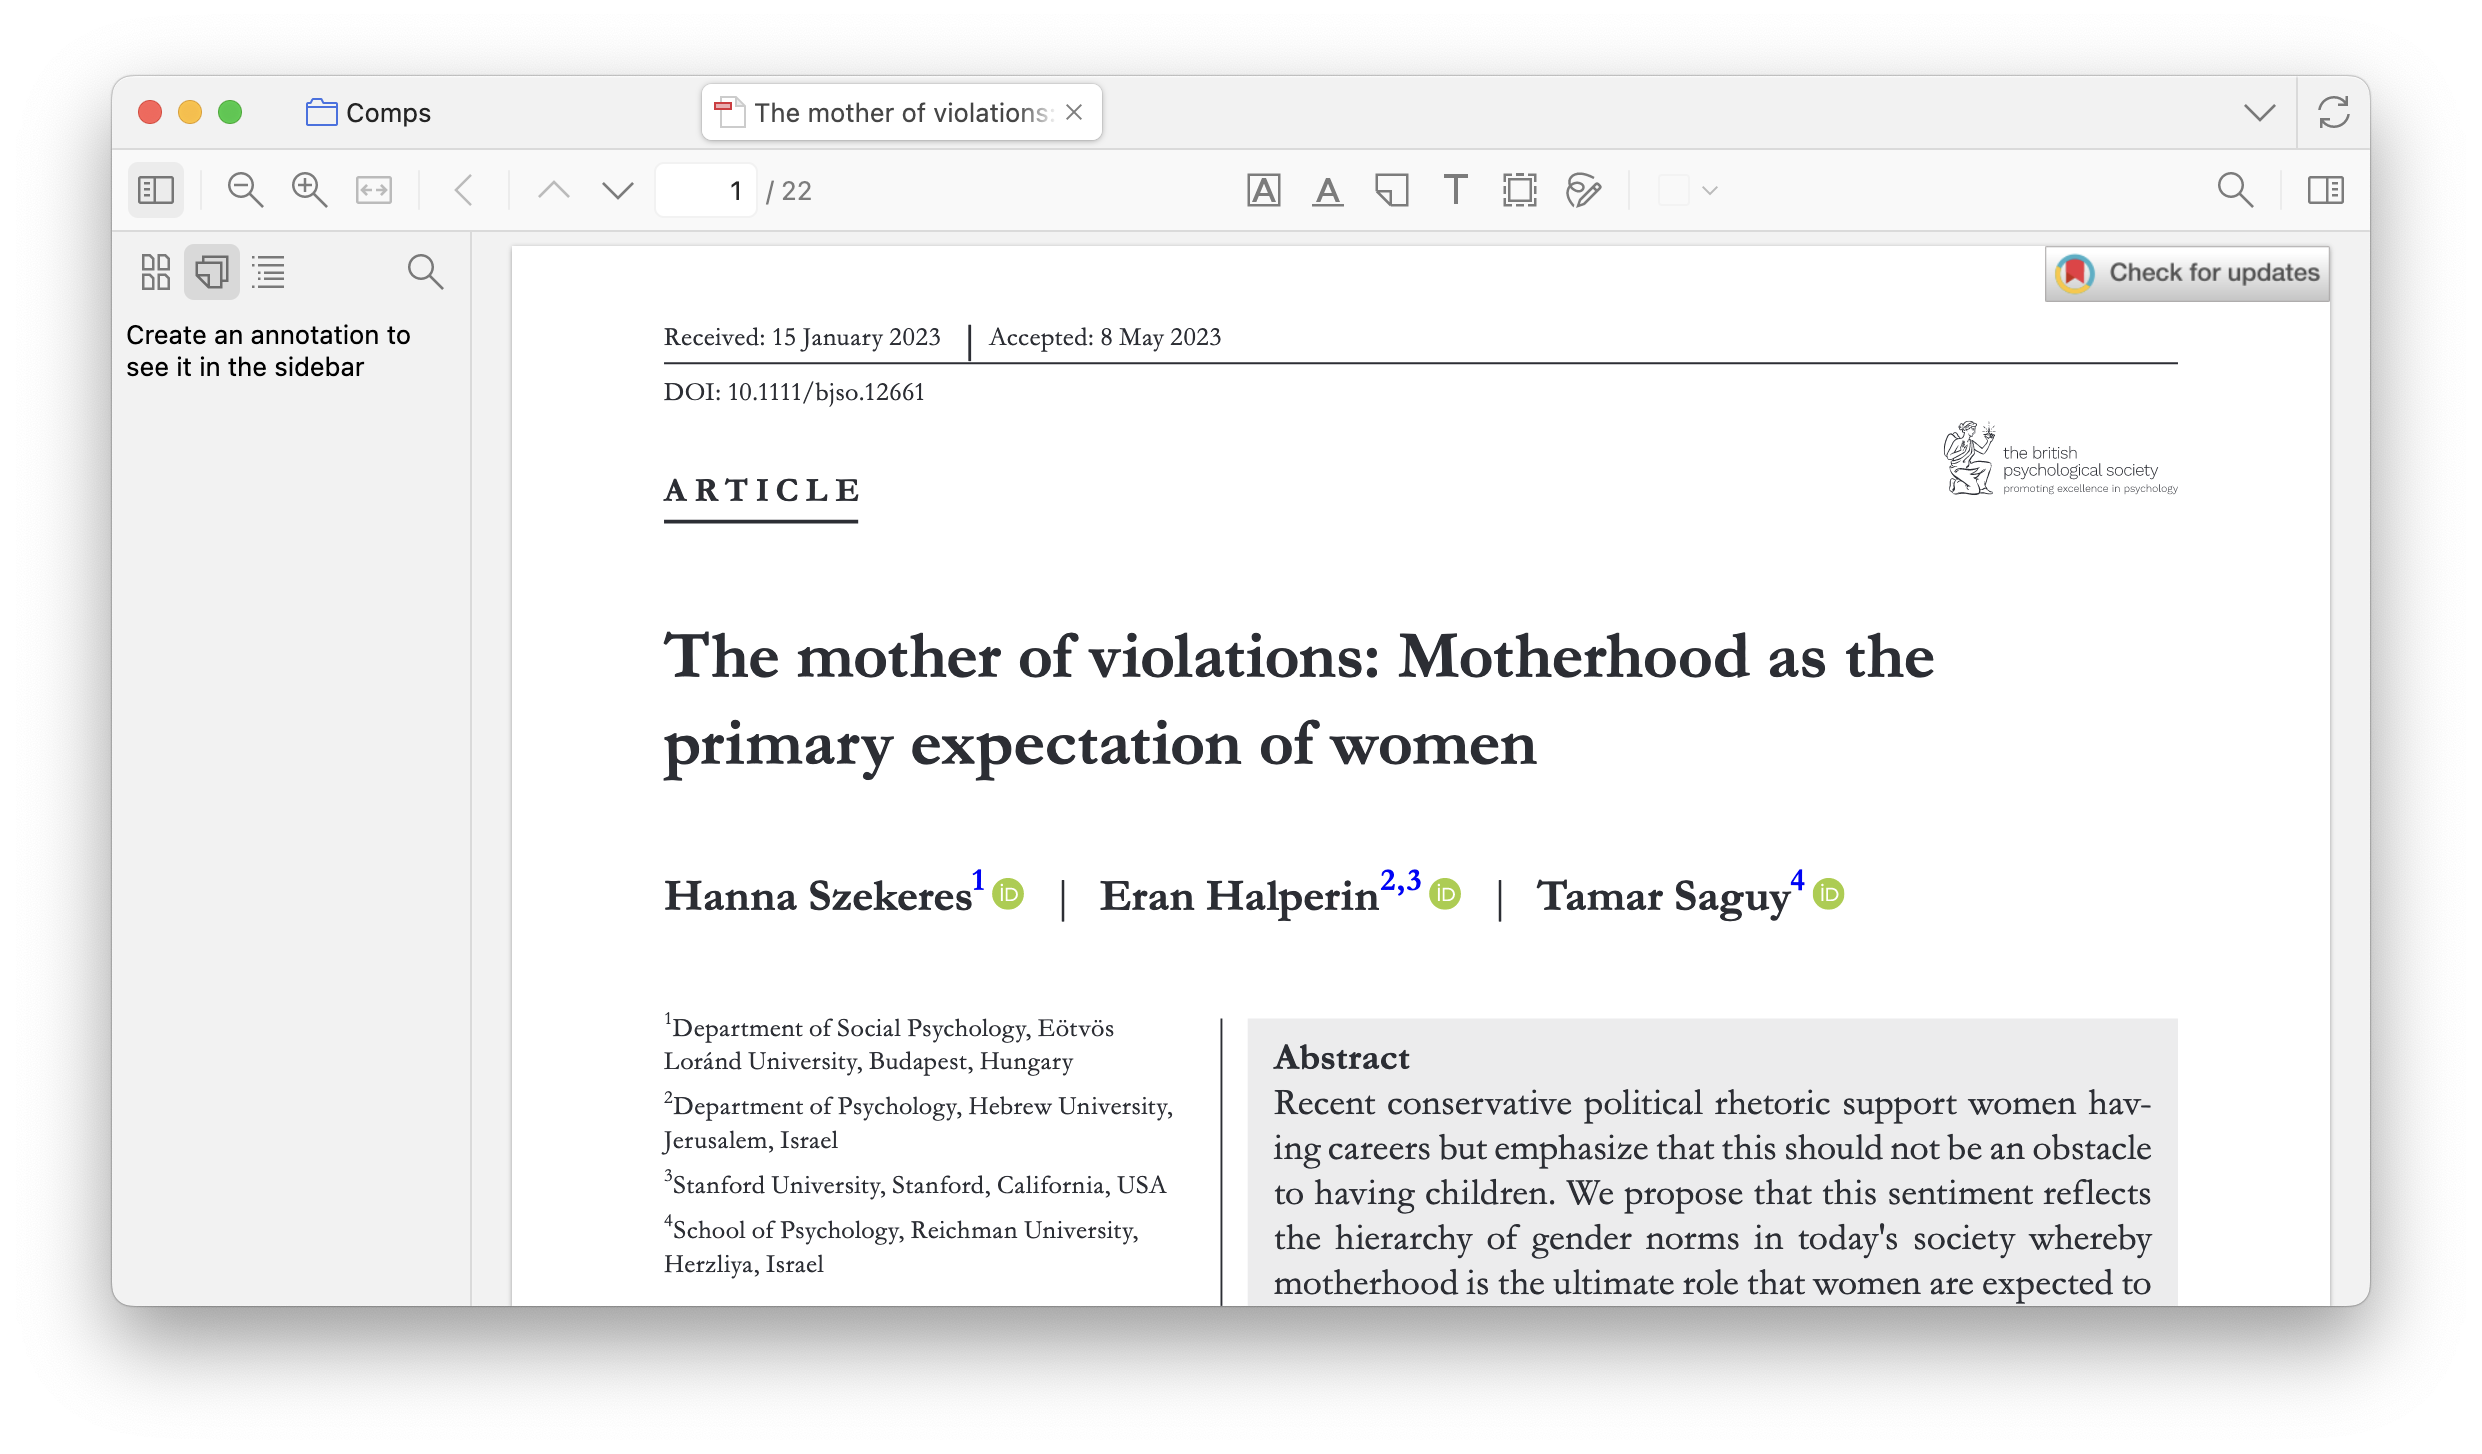 Comps
The mother of violations:
1 / 22
Create an annotation to
see it in the sidebar
Check for updates
Received: 15 January 2023 | Accepted: 8 May 2023
DOI: 10.1111/bjso.12661
the british
psychological society
promoting excellence in psychology
ARTICLE
The mother of violations: Motherhood as the
primary expectation of women
Hanna Szekeres1 iD | Eran Halperin2,3 iD | Tamar Saguy4 iD
1Department of Social Psychology, Eötvös
Loránd University, Budapest, Hungary
2Department of Psychology, Hebrew University,
Jerusalem, Israel
3Stanford University, Stanford, California, USA
4School of Psychology, Reichman University,
Herzliya, Israel
Abstract
Recent conservative political rhetoric support women hav-
ing careers but emphasize that this should not be an obstacle
to having children. We propose that this sentiment reflects
the hierarchy of gender norms in today's society whereby
motherhood is the ultimate role that women are expected to